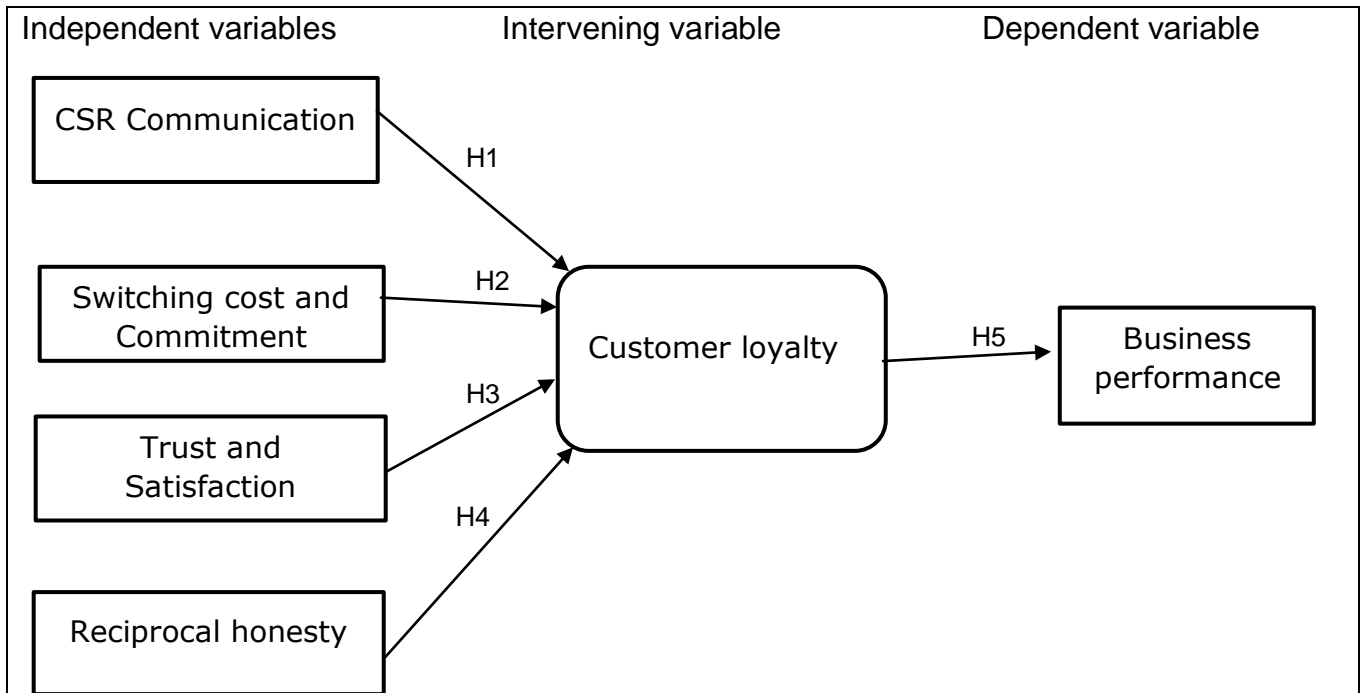 Independent variables
Intervening variable
Dependent variable
CSR Communication
H1
Switching cost and
Commitment
H2
Customer loyalty
H5
Business
performance
H3
Trust and
Satisfaction
H4
Reciprocal honesty